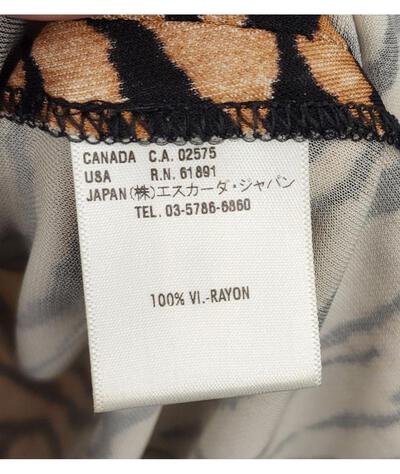 CANADA C.A. 02575
USA R.N. 61891
JAPAN (株)エスカーダ・ジャパン
TEL. 03-5786-6860
100% VI.-RAYON